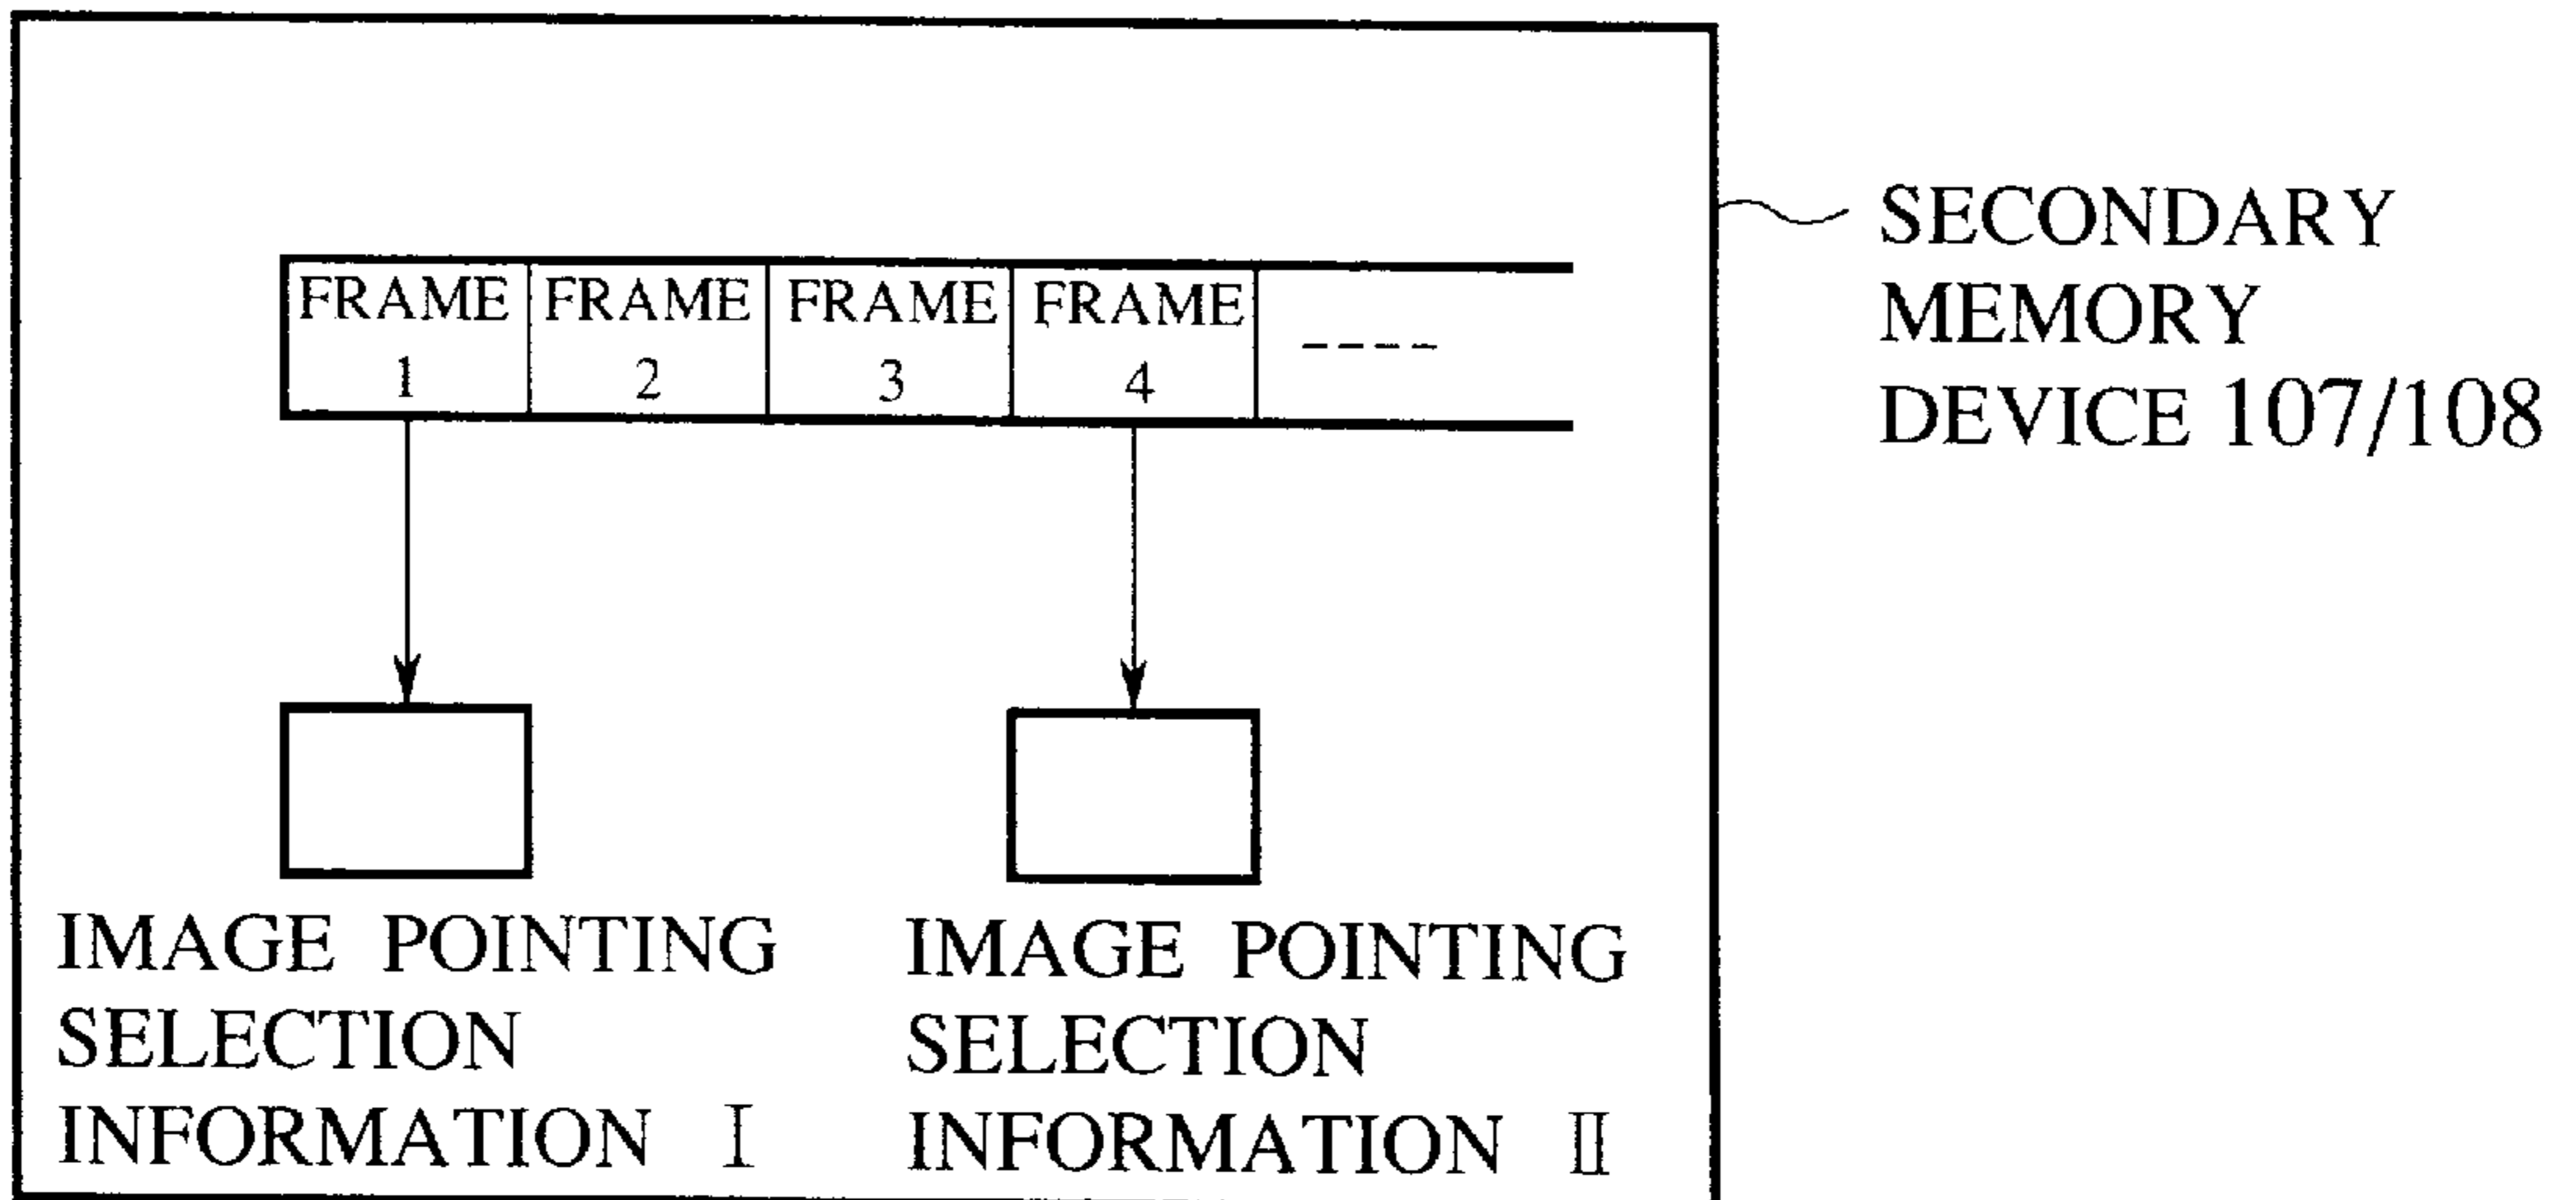 FRAME 1
FRAME 2
FRAME 3
FRAME 4
----
SECONDARY
MEMORY
DEVICE 107/108
IMAGE POINTING
SELECTION
INFORMATION I
IMAGE POINTING
SELECTION
INFORMATION II